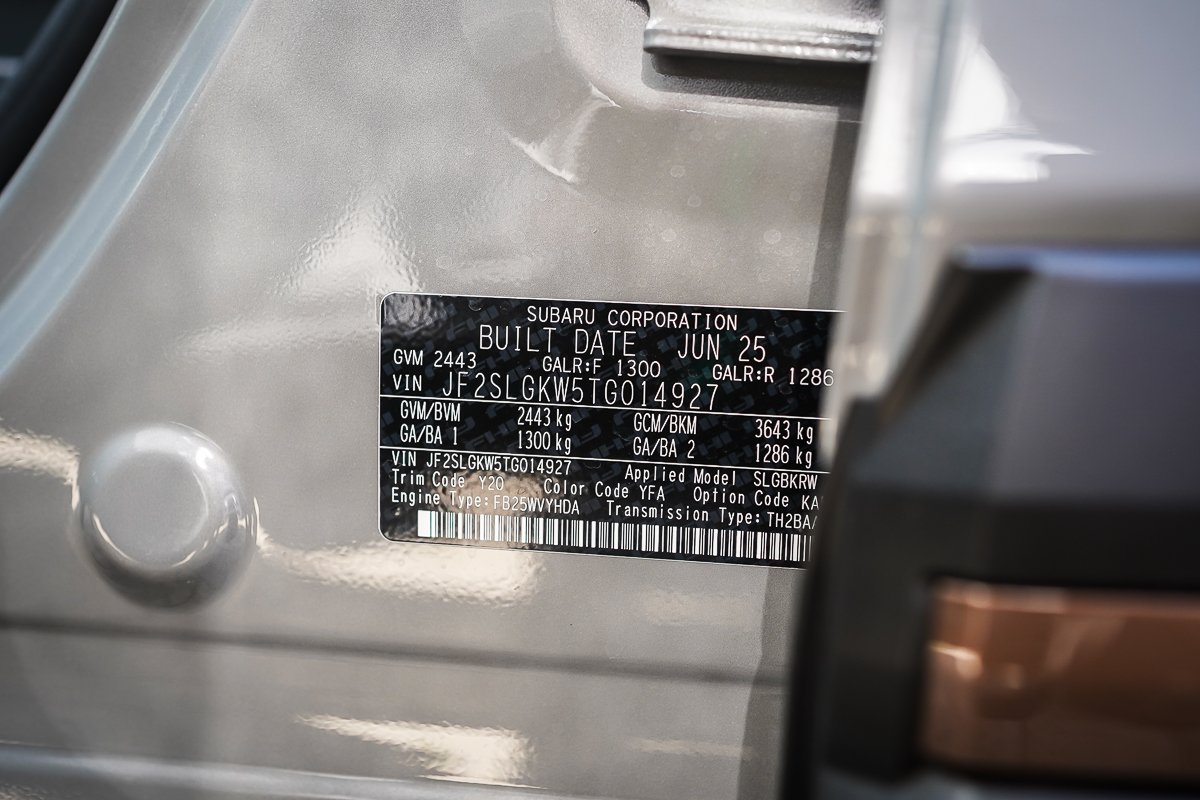 SUBARU CORPORATION
BUILT DATE JUN 25
GVM 2443 GALR:F 1300 GALR:R 1286
VIN JF2SLGKW5TG014927
GVM/BVM 2443 kg GCM/BKM 3643 kg
GA/BA 1 1300 kg GA/BA 2 1286 kg
VIN JF2SLGKW5TG014927 Applied Model SLGBKRW
Trim Code Y20 Color Code YFA Option Code
Engine Type:FB25WVYHDA Transmission Type:TH2BA/